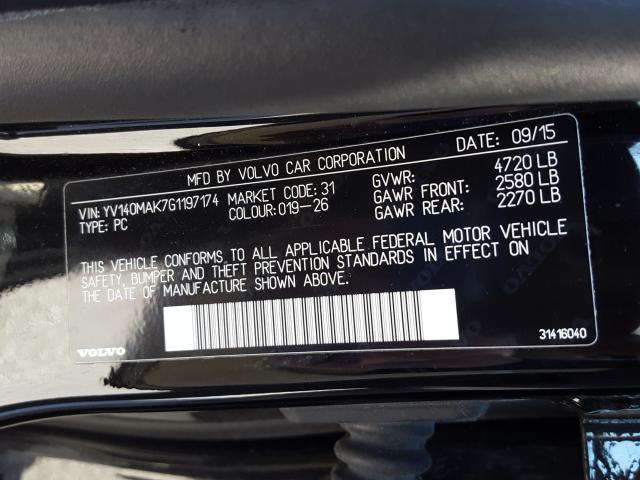 MFD BY VOLVO CAR CORPORATION DATE: 09/15
VIN: YV140MAK7G1197174 MARKET CODE: 31 GVWR: 4720 LB
TYPE: PC COLOUR: 019-26 GAWR FRONT: 2580 LB
GAWR REAR: 2270 LB
THIS VEHICLE CONFORMS TO ALL APPLICABLE FEDERAL MOTOR VEHICLE
SAFETY, BUMPER AND THEFT PREVENTION STANDARDS IN EFFECT ON
THE DATE OF MANUFACTURE SHOWN ABOVE.
VOLVO 31416040